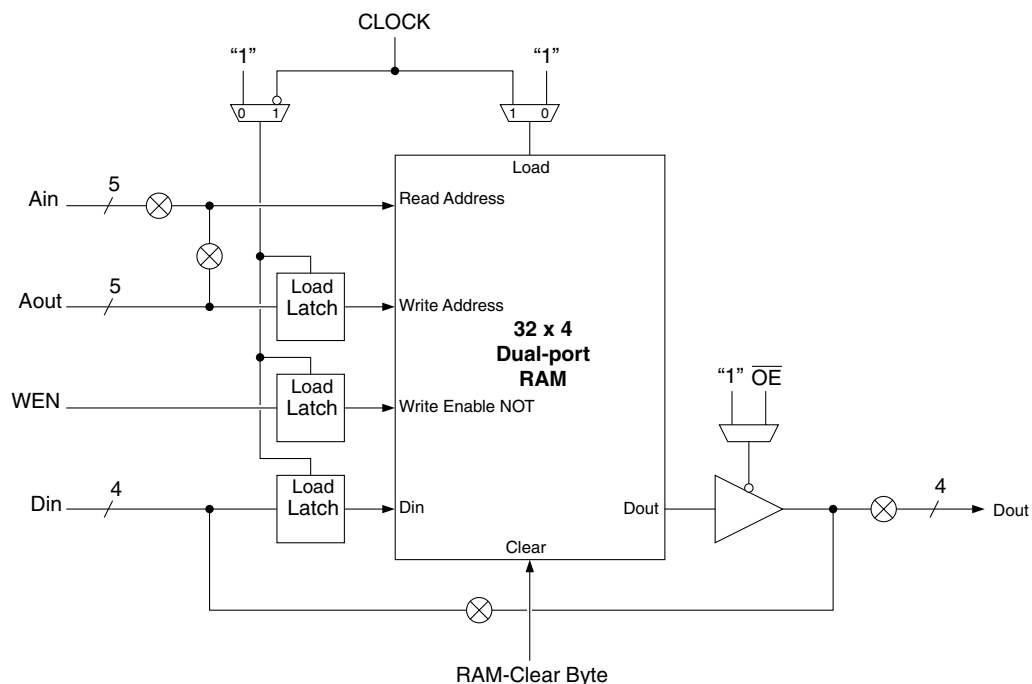 CLOCK
“1”
“1”
0 1
1 0
Load
Ain
5
Read Address
Load
Latch
Aout
5
Write Address
32 x 4
Dual-port
RAM
Load
Latch
WEN
Write Enable NOT
“1” OE
Load
Latch
Din
4
Din
Dout
4
Dout
Clear
RAM-Clear Byte